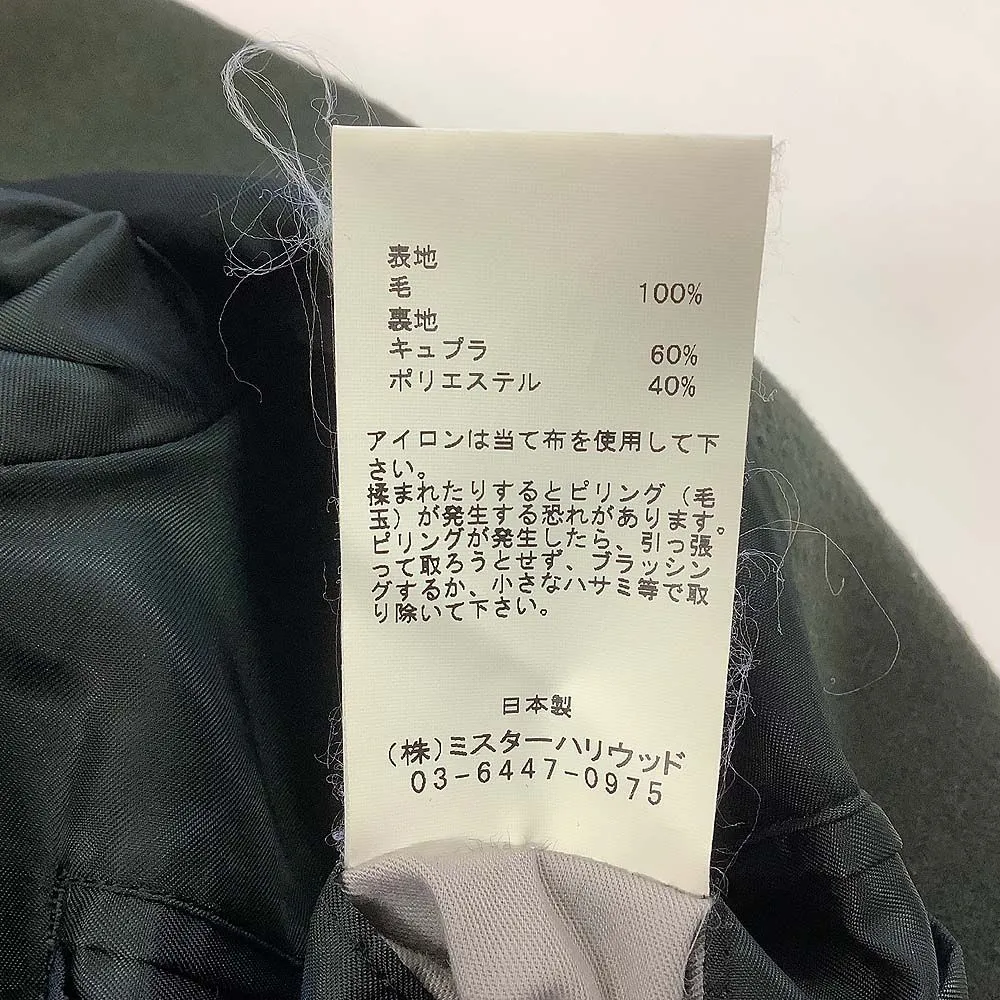 表地
毛 100%
裏地
キュプラ 60%
ポリエステル 40%
アイロンは当て布を使用して下
さい。
揉まれたりするとピリング（毛
玉）が発生する恐れがあります。
ピリングが発生したら、引っ張
って取ろうとせず、ブラッシン
グするか、小さなハサミ等で取
り除いて下さい。
日本製
(株)ミスターハリウッド
03-6447-0975